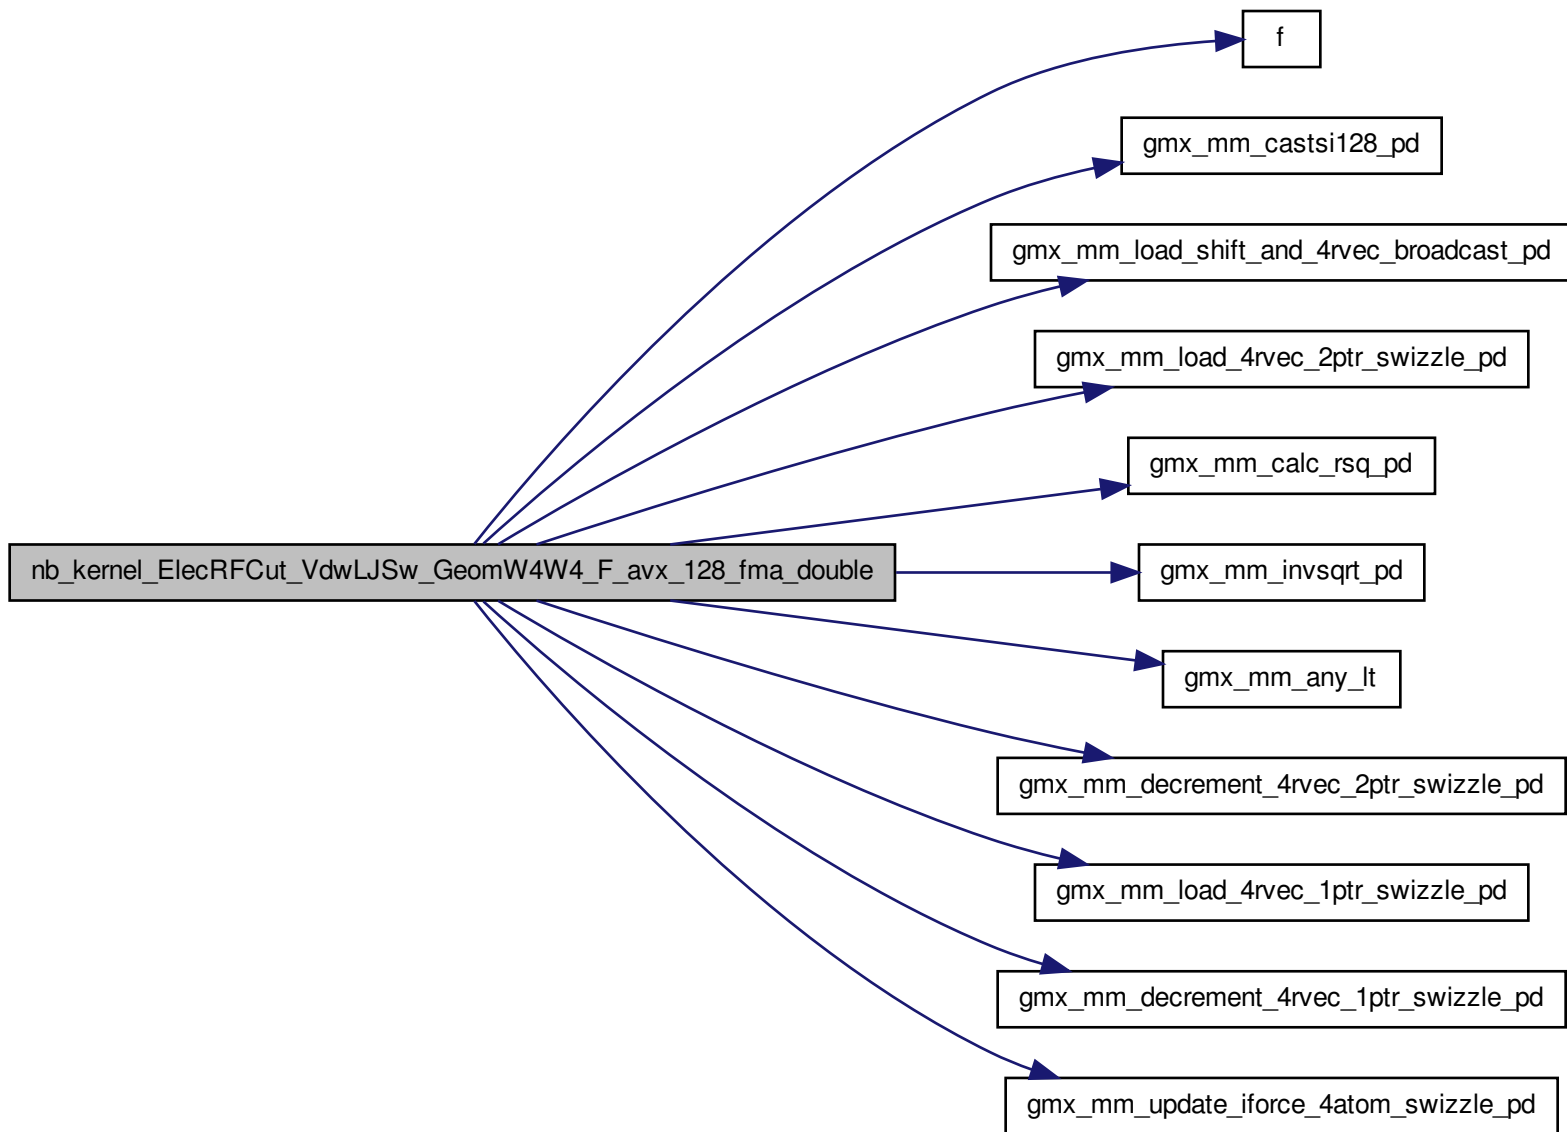 f
gmx_mm_castsi128_pd
gmx_mm_load_shift_and_4rvec_broadcast_pd
gmx_mm_load_4rvec_2ptr_swizzle_pd
gmx_mm_calc_rsq_pd
nb_kernel_ElecRFCut_VdwLJSw_GeomW4W4_F_avx_128_fma_double
gmx_mm_invsqrt_pd
gmx_mm_any_lt
gmx_mm_decrement_4rvec_2ptr_swizzle_pd
gmx_mm_load_4rvec_1ptr_swizzle_pd
gmx_mm_decrement_4rvec_1ptr_swizzle_pd
gmx_mm_update_iforce_4atom_swizzle_pd